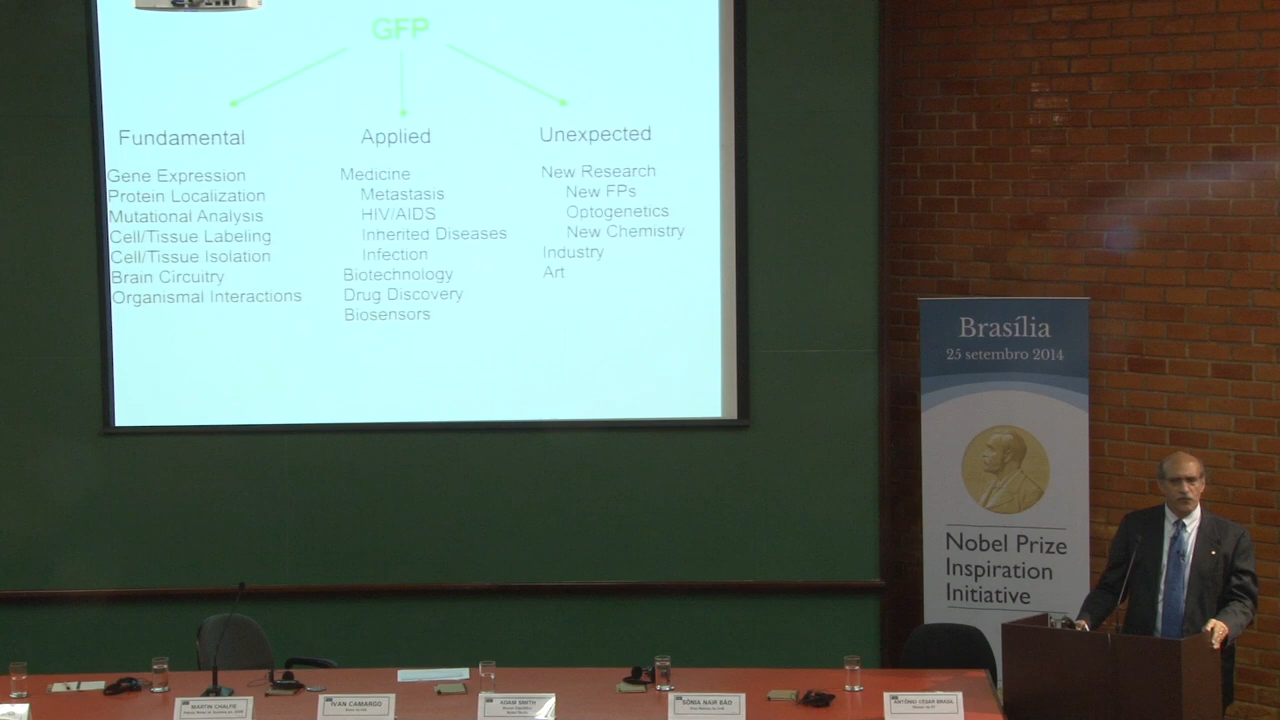 GFP
Fundamental
Gene Expression
Protein Localization
Mutational Analysis
Cell/Tissue Labeling
Cell/Tissue Isolation
Brain Circuitry
Organismal Interactions
Applied
Medicine
Metastasis
HIV/AIDS
Inherited Diseases
Infection
Biotechnology
Drug Discovery
Biosensors
Unexpected
New Research
New FPs
Optogenetics
New Chemistry
Industry
Art
Brasília
25 setembro 2014
Nobel Prize
Inspiration
Initiative
MARTIN CHALFIE
IVAN CAMARGO
ADAM SMITH
SÔNIA NAIR BÁO
ANTÔNIO CÉSAR BRASIL